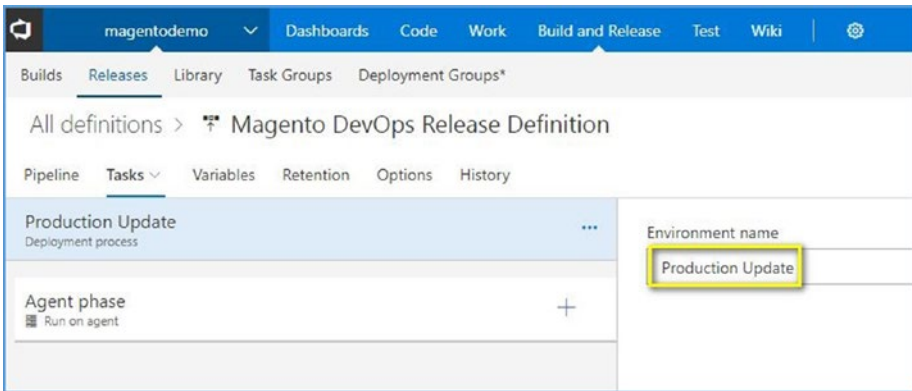 magentodemo Dashboards Code Work Build and Release Test Wiki
Builds Releases Library Task Groups Deployment Groups*
All definitions > Magento DevOps Release Definition
Pipeline Tasks Variables Retention Options History
Production Update
Deployment process
Environment name
Production Update
Agent phase
Run on agent